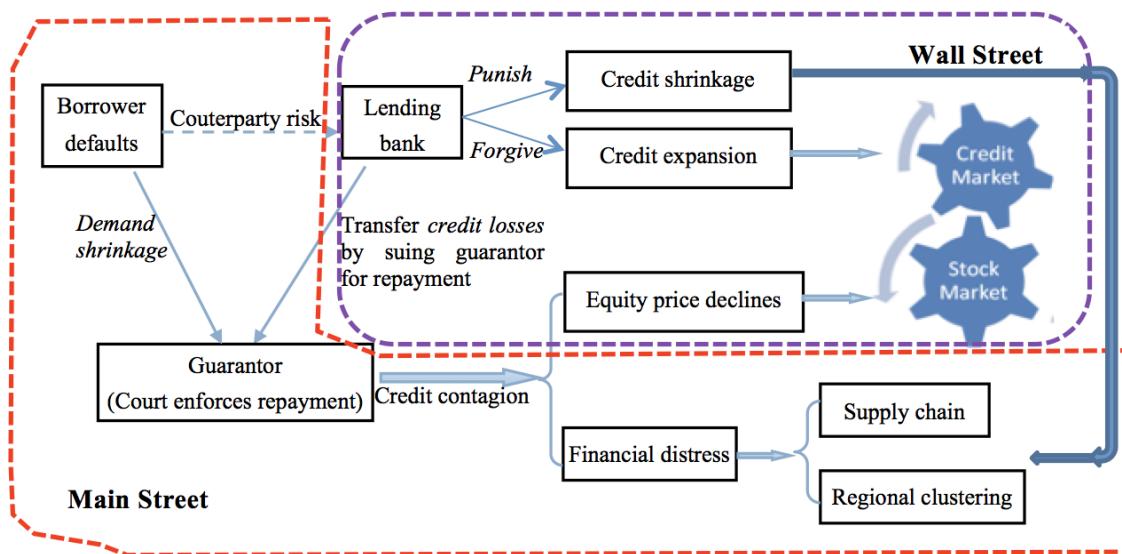 Wall Street
Punish
Credit shrinkage
Borrower
defaults
Couterparty risk
Lending
bank
Forgive
Credit expansion
Credit
Market
Demand
shrinkage
Transfer credit losses
by suing guarantor
for repayment
Equity price declines
Stock
Market
Guarantor
(Court enforces repayment)
Credit contagion
Supply chain
Financial distress
Main Street
Regional clustering